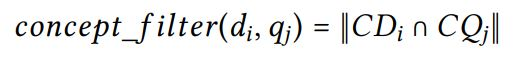 concept_filter(dᵢ, qⱼ) = ‖CDᵢ ∩ CQⱼ‖